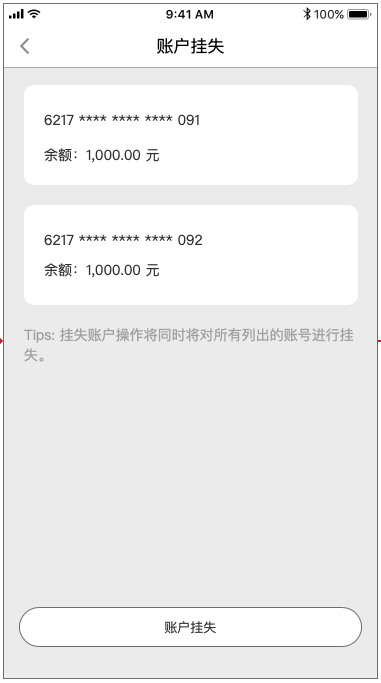 9:41 AM
100%
账户挂失
6217 **** **** **** 091
余额：1,000.00 元
6217 **** **** **** 092
余额：1,000.00 元
Tips: 挂失账户操作将同时将对所有列出的账号进行挂
失。
账户挂失